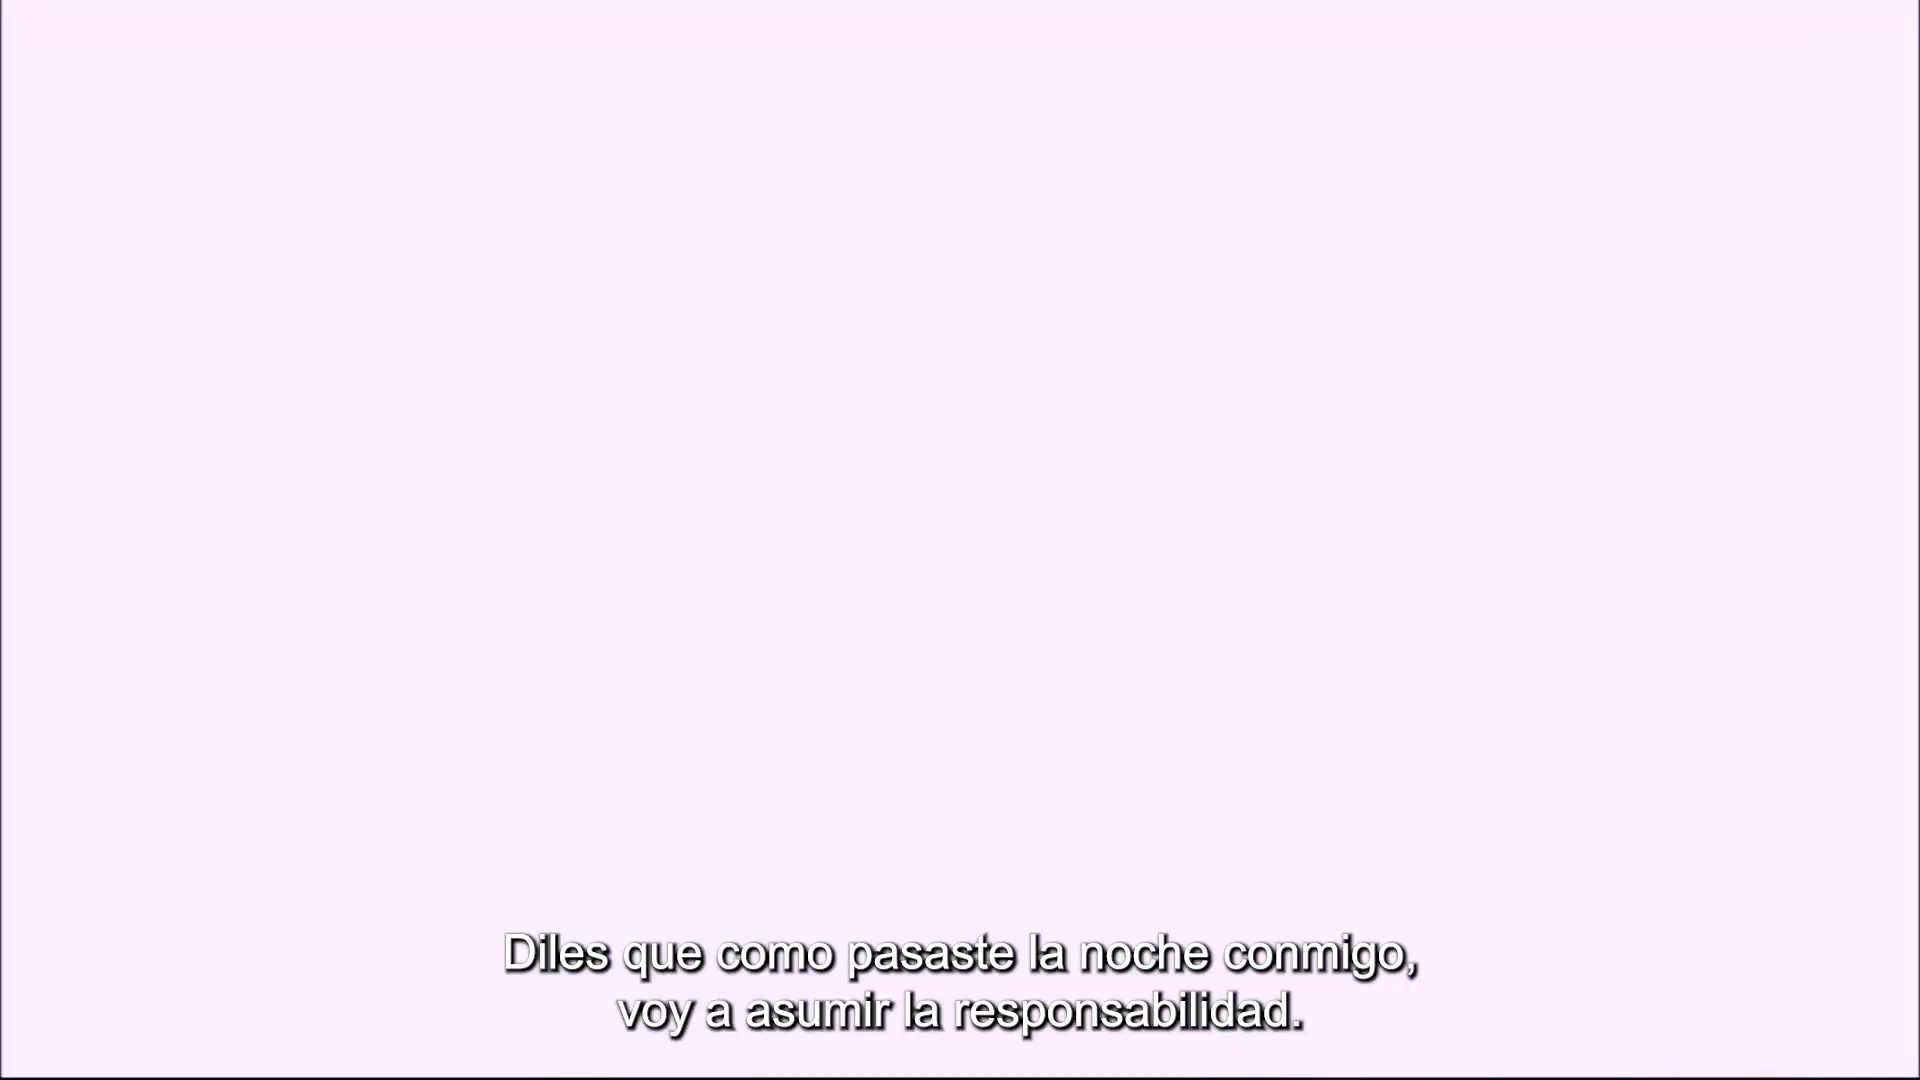 Diles que como pasaste la noche conmigo,
voy a asumir la responsabilidad.